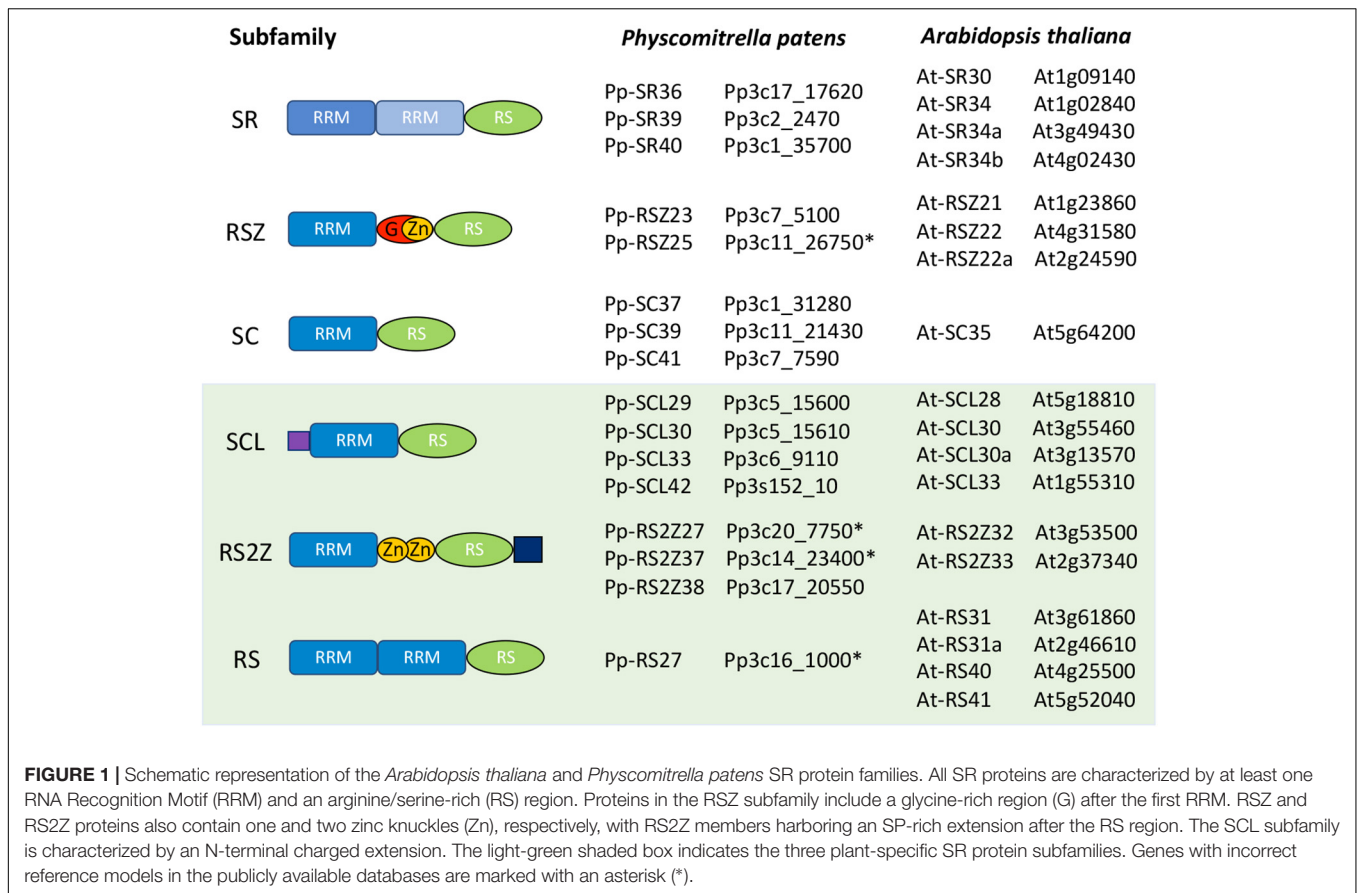 Subfamily Physcomitrella patens Arabidopsis thaliana
SR RRM RRM RS
Pp-SR36 Pp3c17_17620
Pp-SR39 Pp3c2_2470
Pp-SR40 Pp3c1_35700
At-SR30 At1g09140
At-SR34 At1g02840
At-SR34a At3g49430
At-SR34b At4g02430
RSZ RRM G Zn RS
Pp-RSZ23 Pp3c7_5100
Pp-RSZ25 Pp3c11_26750*
At-RSZ21 At1g23860
At-RSZ22 At4g31580
At-RSZ22a At2g24590
SC RRM RS
Pp-SC37 Pp3c1_31280
Pp-SC39 Pp3c11_21430
Pp-SC41 Pp3c7_7590
At-SC35 At5g64200
SCL RRM RS
Pp-SCL29 Pp3c5_15600
Pp-SCL30 Pp3c5_15610
Pp-SCL33 Pp3c6_9110
Pp-SCL42 Pp3s152_10
At-SCL28 At5g18810
At-SCL30 At3g55460
At-SCL30a At3g13570
At-SCL33 At1g55310
RS2Z RRM Zn Zn RS
Pp-RS2Z27 Pp3c20_7750*
Pp-RS2Z37 Pp3c14_23400*
Pp-RS2Z38 Pp3c17_20550
At-RS2Z32 At3g53500
At-RS2Z33 At2g37340
RS RRM RRM RS
Pp-RS27 Pp3c16_1000*
At-RS31 At3g61860
At-RS31a At2g46610
At-RS40 At4g25500
At-RS41 At5g52040
FIGURE 1 | Schematic representation of the Arabidopsis thaliana and Physcomitrella patens SR protein families. All SR proteins are characterized by at least one
RNA Recognition Motif (RRM) and an arginine/serine-rich (RS) region. Proteins in the RSZ subfamily include a glycine-rich region (G) after the first RRM. RSZ and
RS2Z proteins also contain one and two zinc knuckles (Zn), respectively, with RS2Z members harboring an SP-rich extension after the RS region. The SCL subfamily
is characterized by an N-terminal charged extension. The light-green shaded box indicates the three plant-specific SR protein subfamilies. Genes with incorrect
reference models in the publicly available databases are marked with an asterisk (*).